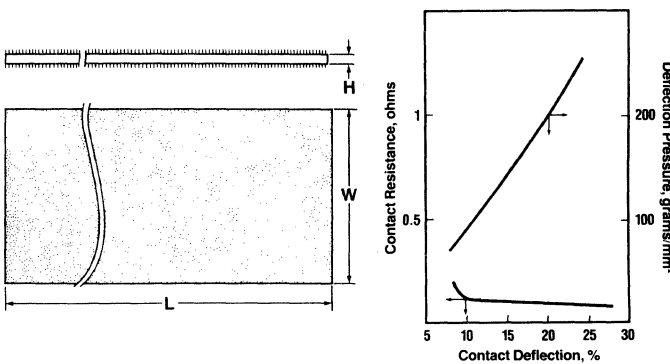 H
W
L
Contact Resistance, ohms
1
0.5
200
100
Deflection Pressure, grams/mm²
5 10 15 20 25 30
Contact Deflection, %